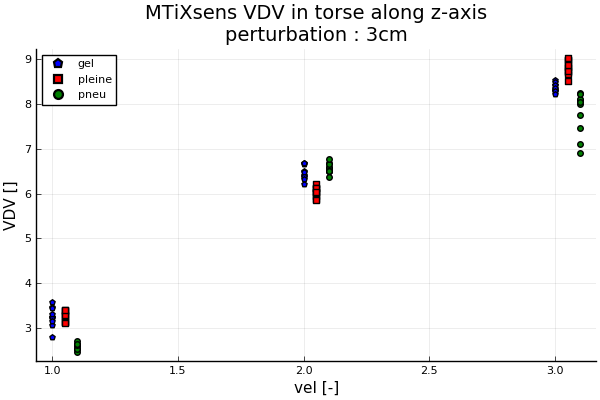 MTiXsens VDV in torse along z-axis
perturbation : 3cm
gel
pleine
pneu
VDV []
9
8
7
6
5
4
3
1.0 1.5 2.0 2.5 3.0
vel [-]